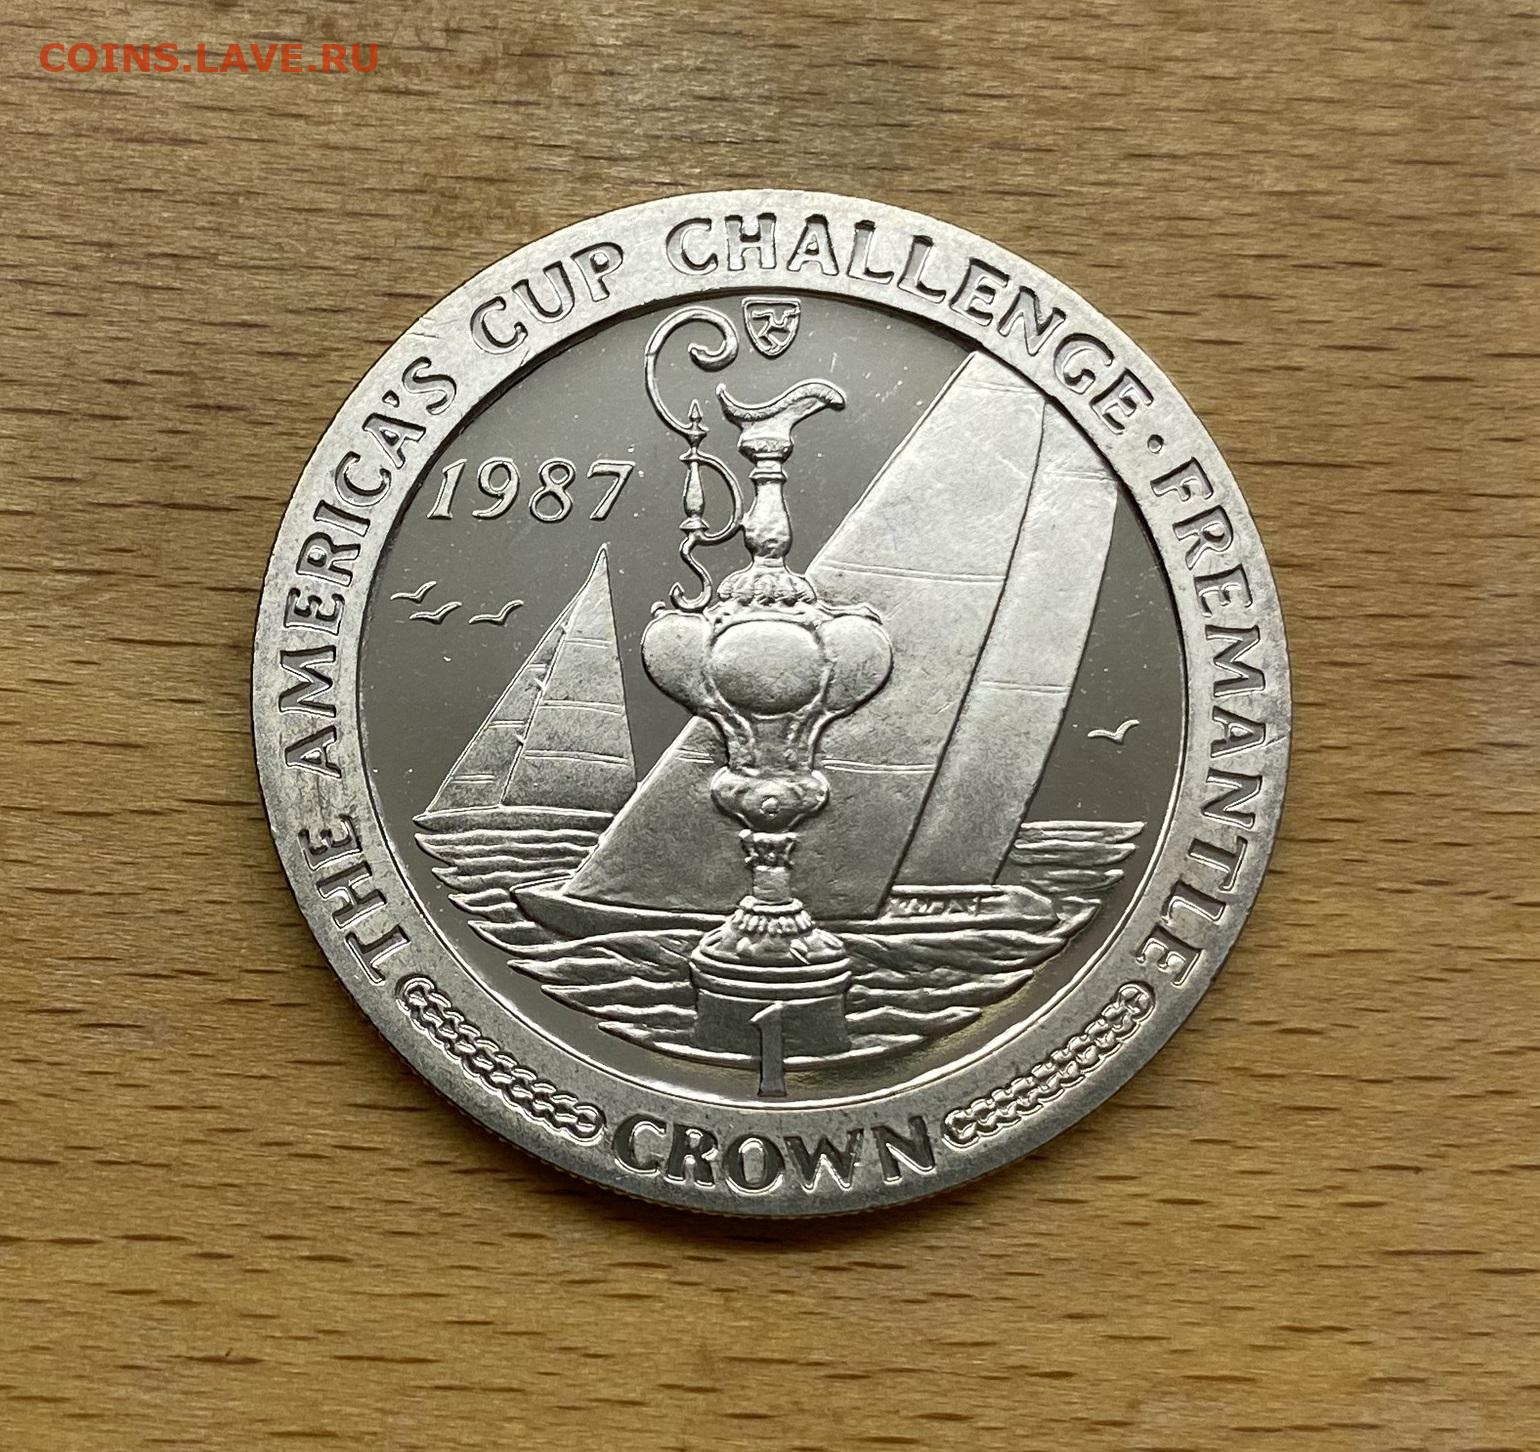 COINS.LAVE.RU
THE AMERICA'S CUP CHALLENGE · FREMANTLE
1987
1
CROWN